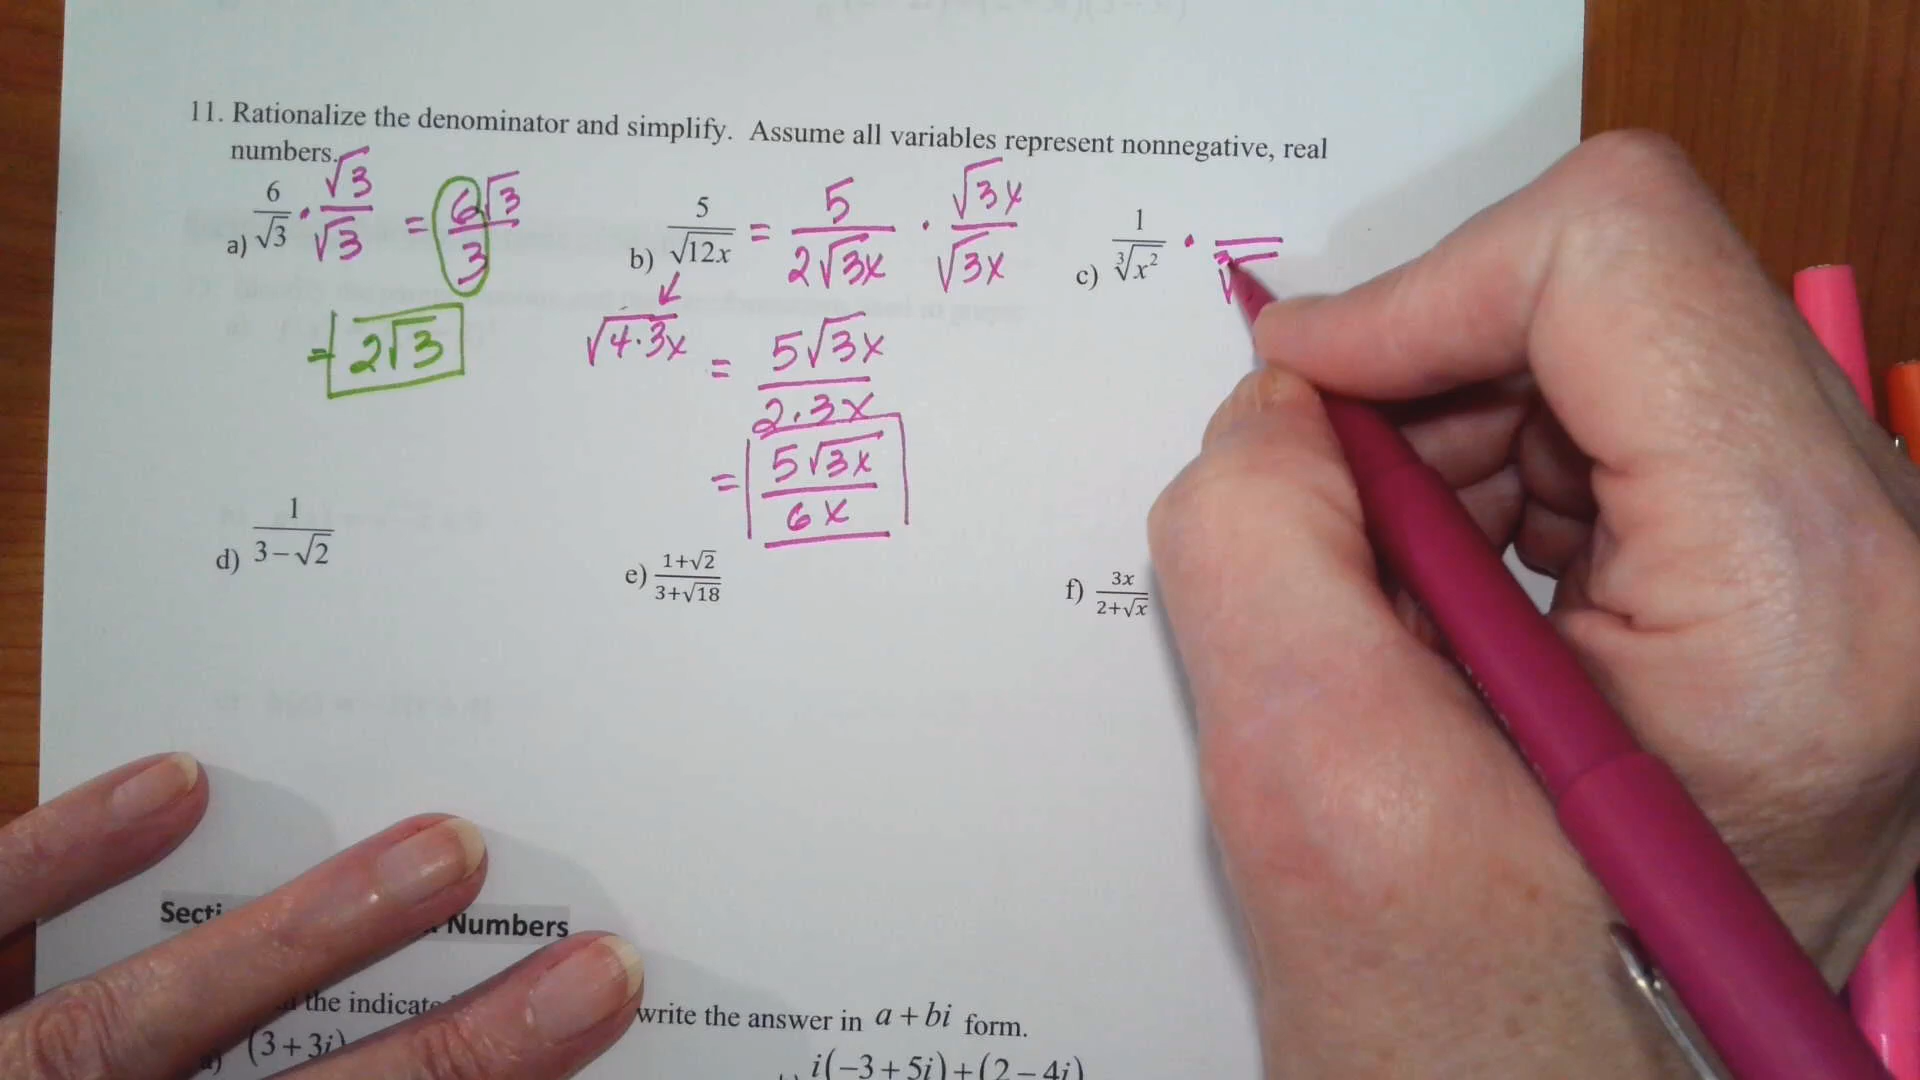 11. Rationalize the denominator and simplify. Assume all variables represent nonnegative, real
numbers.
a) 6/√3 · √3/√3 = 6√3/3
= 2√3
b) 5/√12x = 5/2√3x · √3x/√3x
√4·3x
= 5√3x/2·3x
= 5√3x/6x
c) 1/∛x² · /∛
d) 1/3−√2
e) 1+√2/3+√18
f) 3x/2+√x
Numbers
the
write the answer in a + bi form.
a) (3+3i)
i(−3+5i)+(2−4i)